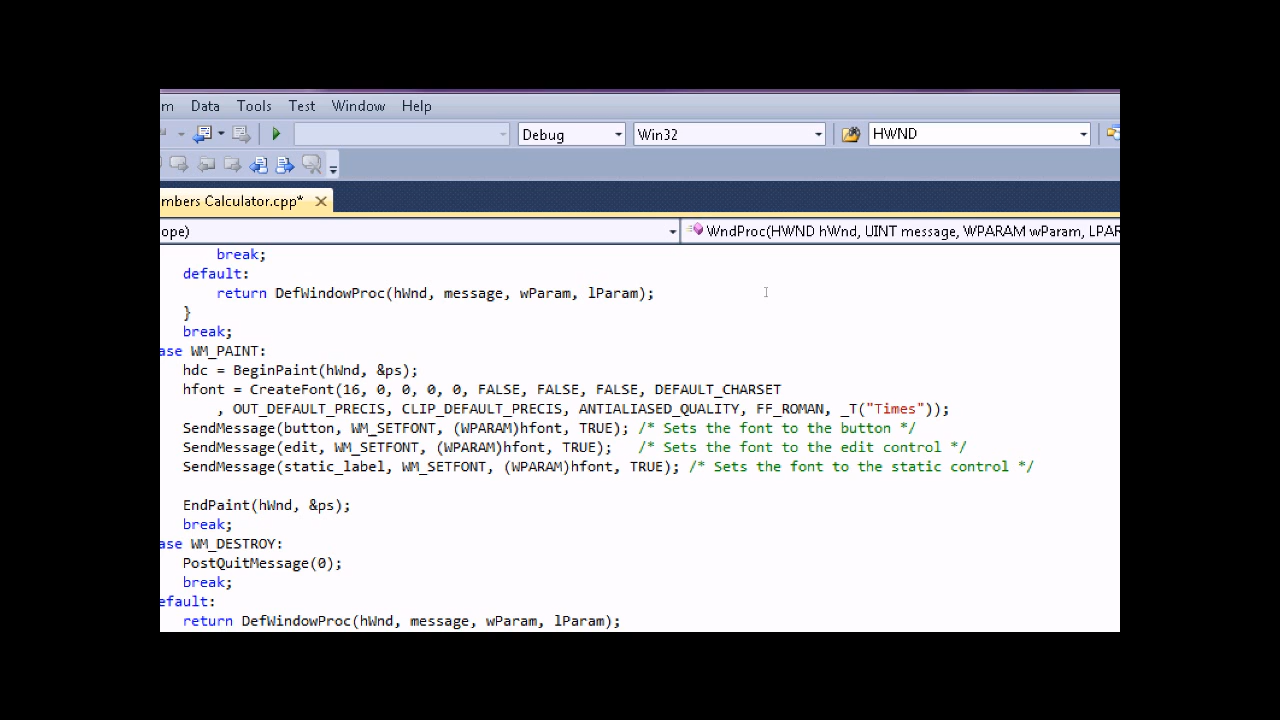 m Data Tools Test Window Help
Debug Win32 HWND
mbers Calculator.cpp*
ope) WndProc(HWND hWnd, UINT message, WPARAM wParam, LPAR
break;
default:
return DefWindowProc(hWnd, message, wParam, lParam);
}
break;
ase WM_PAINT:
hdc = BeginPaint(hWnd, &ps);
hfont = CreateFont(16, 0, 0, 0, 0, FALSE, FALSE, FALSE, DEFAULT_CHARSET
, OUT_DEFAULT_PRECIS, CLIP_DEFAULT_PRECIS, ANTIALIASED_QUALITY, FF_ROMAN, _T("Times"));
SendMessage(button, WM_SETFONT, (WPARAM)hfont, TRUE); /* Sets the font to the button */
SendMessage(edit, WM_SETFONT, (WPARAM)hfont, TRUE); /* Sets the font to the edit control */
SendMessage(static_label, WM_SETFONT, (WPARAM)hfont, TRUE); /* Sets the font to the static control */
EndPaint(hWnd, &ps);
break;
ase WM_DESTROY:
PostQuitMessage(0);
break;
efault:
return DefWindowProc(hWnd, message, wParam, lParam);